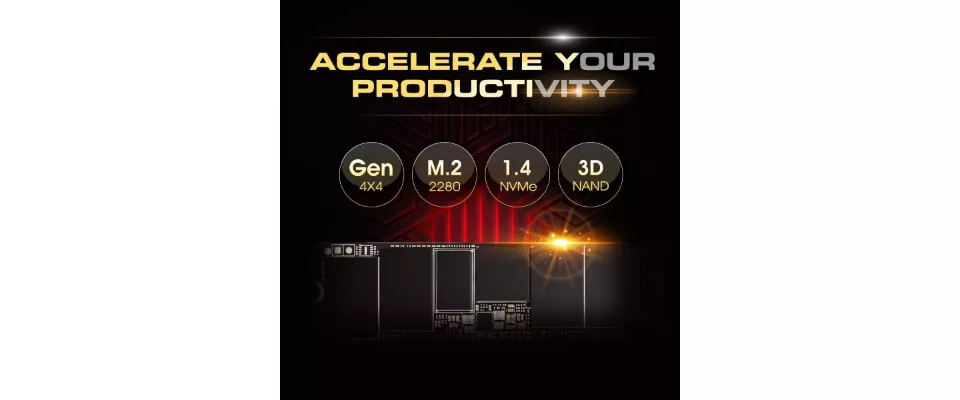 ACCELERATE YOUR
PRODUCTIVITY
Gen
4X4
M.2
2280
1.4
NVMe
3D
NAND